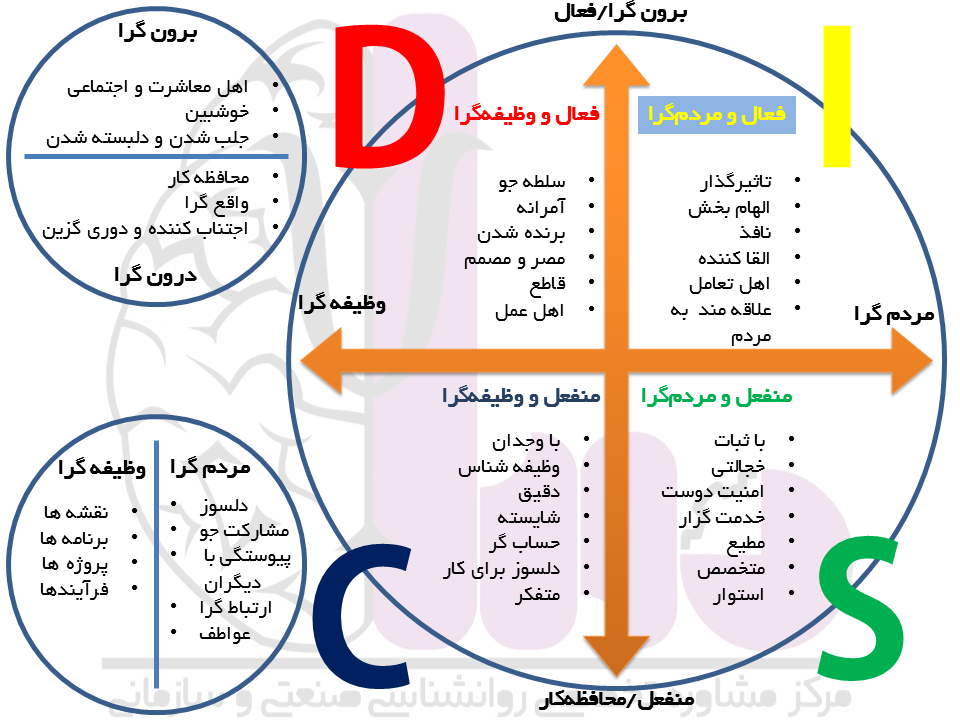 برون گرا/فعال
D
I
فعال و مردم‌گرا
تاثیرگذار
الهام بخش
نافذ
القا کننده
اهل تعامل
علاقه مند به
مردم
فعال و وظیفه‌گرا
سلطه جو
آمرانه
برنده شدن
مصر و مصمم
قاطع
اهل عمل
مردم گرا
وظیفه گرا
منفعل و مردم‌گرا
با ثبات
خجالتی
امنیت دوست
خدمت گزار
مطیع
متخصص
استوار
منفعل و وظیفه‌گرا
با وجدان
وظیفه شناس
دقیق
شایسته
حساب گر
دلسوز برای کار
متفکر
S
C
منفعل/محافظه‌کار
برون گرا
اهل معاشرت و اجتماعی
خوشبین
جلب شدن و دلبسته شدن
محافظه کار
واقع گرا
اجتناب کننده و دوری گزین
درون گرا
مردم گرا
دلسوز
مشارکت جو
پیوستگی با
دیگران
ارتباط گرا
عواطف
وظیفه گرا
نقشه ها
برنامه ها
پروژه ها
فرآیندها
مرکز مشاوره روانشناسی صنعتی و سازمانی